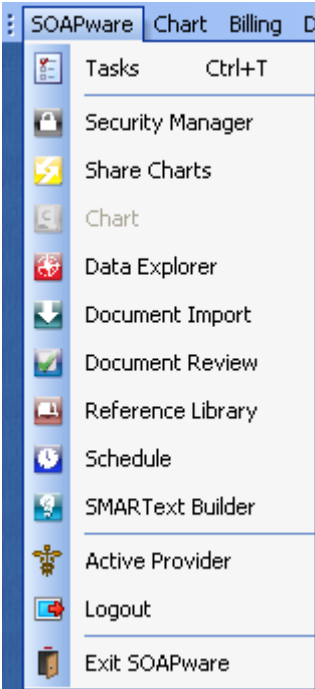 SOAPware Chart Billing D
Tasks Ctrl+T
Security Manager
Share Charts
Chart
Data Explorer
Document Import
Document Review
Reference Library
Schedule
SMARText Builder
Active Provider
Logout
Exit SOAPware